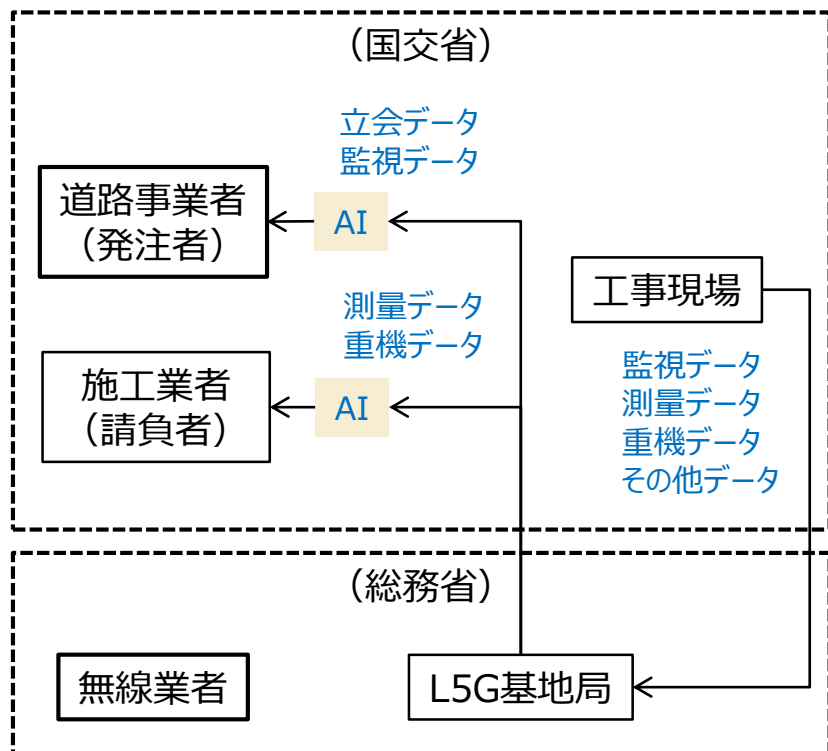 （国交省）
立会データ
監視データ
道路事業者
（発注者）
AI
工事現場
測量データ
重機データ
施工業者
（請負者）
AI
監視データ
測量データ
重機データ
その他データ
（総務省）
無線業者
L5G基地局